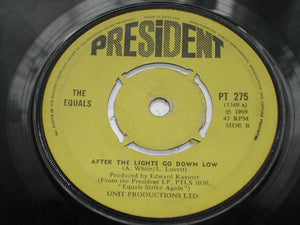 PRESIDENT
THE
EQUALS
PT 275
(1349 x)
℗ 1969
45 RPM
SIDE B
AFTER THE LIGHTS GO DOWN LOW
(A. White/L. Lovett)
Produced by Edward Kassner
(From the President LP, PTLS 1030,
"Equals Strike Again")
UNIT PRODUCTIONS LTD.